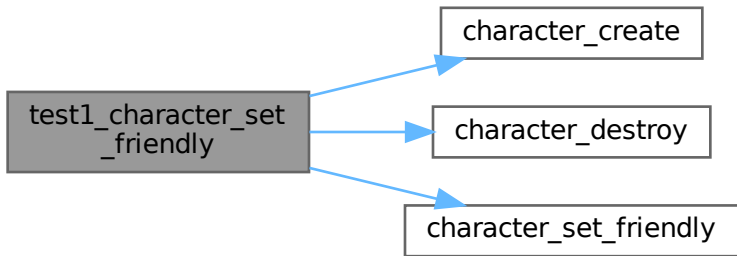 test1_character_set
_friendly
character_create
character_destroy
character_set_friendly